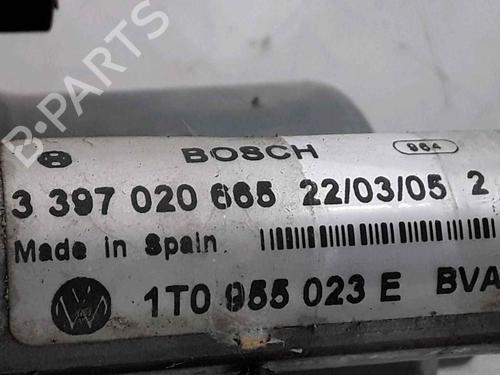 B-PARTS
BOSCH 964
3 397 020 665 22/03/05 2
Made in Spain
1T0 955 023 E BVA